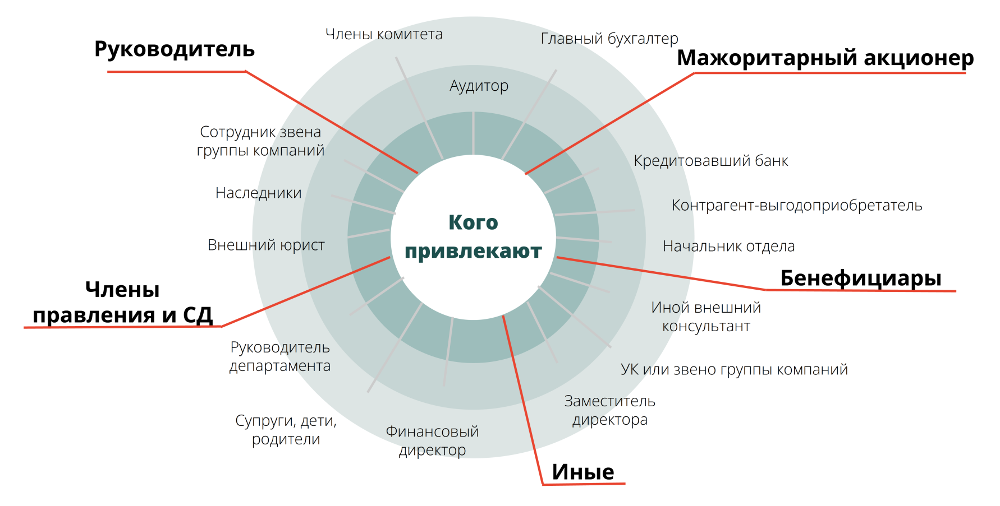 Члены комитета
Главный бухгалтер
Руководитель
Мажоритарный акционер
Аудитор
Сотрудник звена
группы компаний
Кредитовавший банк
Наследники
Контрагент-выгодоприобретатель
Кого
привлекают
Внешний юрист
Начальник отдела
Бенефициары
Члены
правления и СД
Иной внешний
консультант
Руководитель
департамента
УК или звено группы компаний
Заместитель
директора
Супруги, дети,
родители
Финансовый
директор
Иные